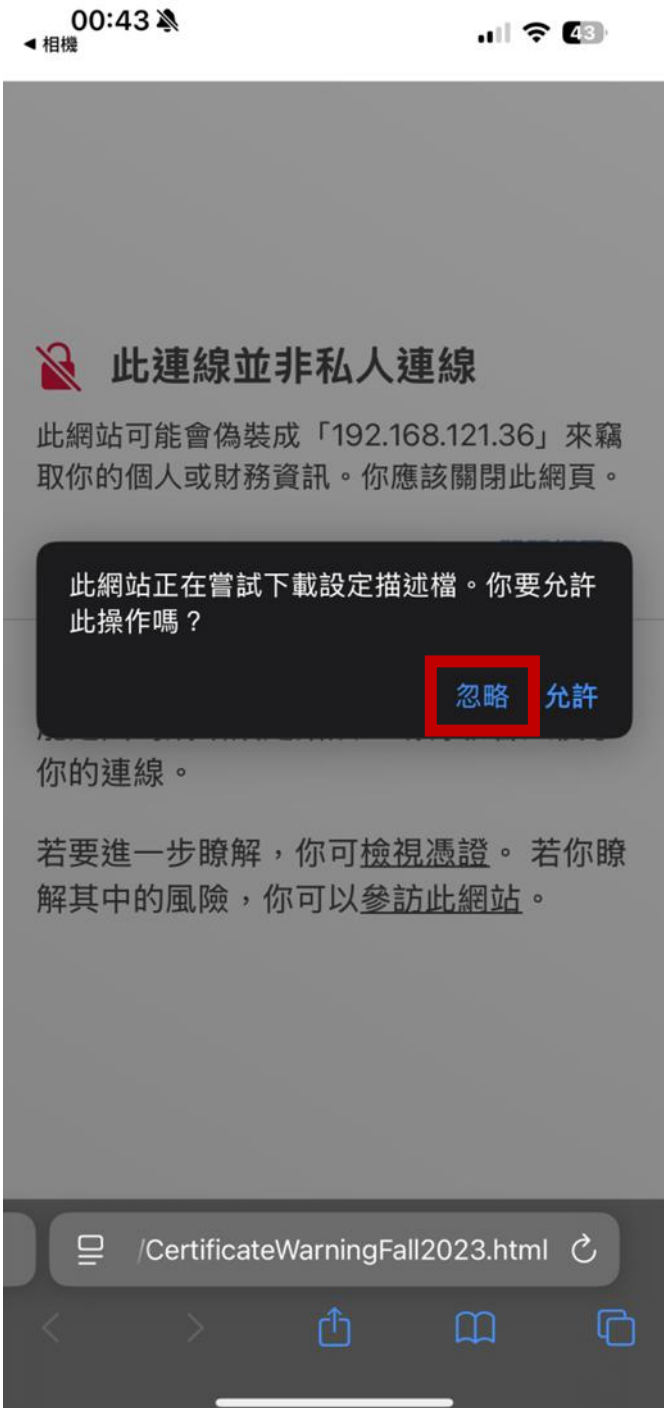 00:43
相機
43
此連線並非私人連線
此網站可能會偽裝成「192.168.121.36」來竊
取你的個人或財務資訊。你應該關閉此網頁。
此網站正在嘗試下載設定描述檔。你要允許
此操作嗎？
忽略 允許
你的連線。
若要進一步瞭解，你可檢視憑證。 若你瞭
解其中的風險，你可以參訪此網站。
/CertificateWarningFall2023.html